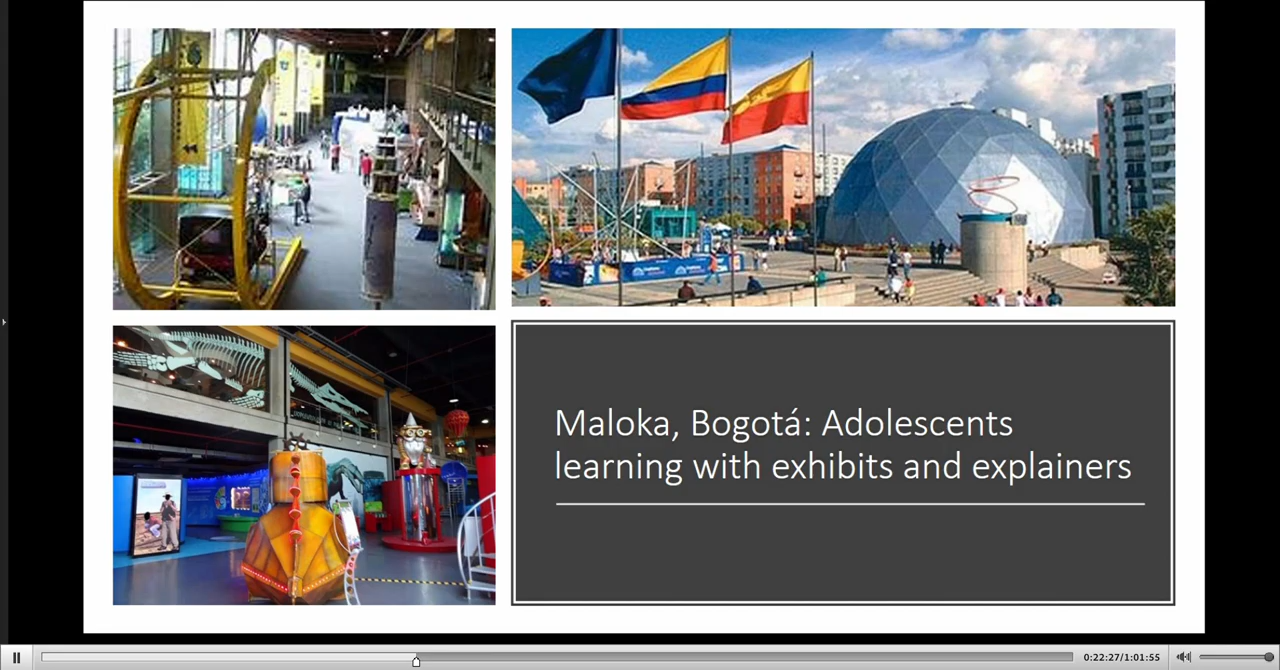 Maloka, Bogotá: Adolescents
learning with exhibits and explainers
0:22:27/1:01:55